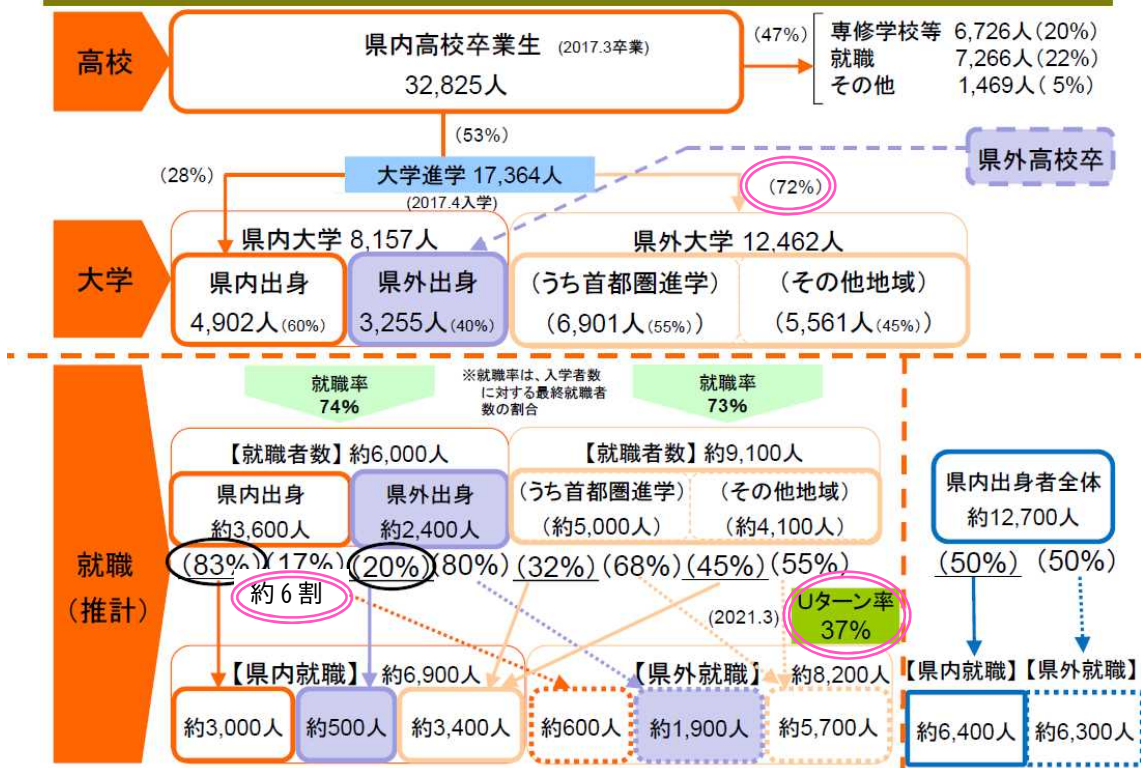 高校
県内高校卒業生 (2017.3卒業)
32,825人
(47%)
専修学校等 6,726人(20%)
就職 7,266人(22%)
その他 1,469人( 5%)
(53%)
県外高校卒
(28%)
大学進学 17,364人
(72%)
(2017.4入学)
大学
県内大学 8,157人
県外大学 12,462人
県内出身
4,902人(60%)
県外出身
3,255人(40%)
(うち首都圏進学)
(6,901人(55%))
(その他地域)
(5,561人(45%))
就職率
74%
※就職率は、入学者数
に対する最終就職者
数の割合
就職率
73%
就職
(推計)
【就職者数】約6,000人
【就職者数】約9,100人
県内出身
約3,600人
県外出身
約2,400人
(うち首都圏進学)
(約5,000人)
(その他地域)
(約4,100人)
県内出身者全体
約12,700人
(83%) (17%) (20%) (80%) (32%) (68%) (45%) (55%)
(50%) (50%)
約6割
(2021.3)
Uターン率
37%
【県内就職】 約6,900人
【県外就職】 約8,200人
【県内就職】
【県外就職】
約3,000人
約500人
約3,400人
約600人
約1,900人
約5,700人
約6,400人
約6,300人